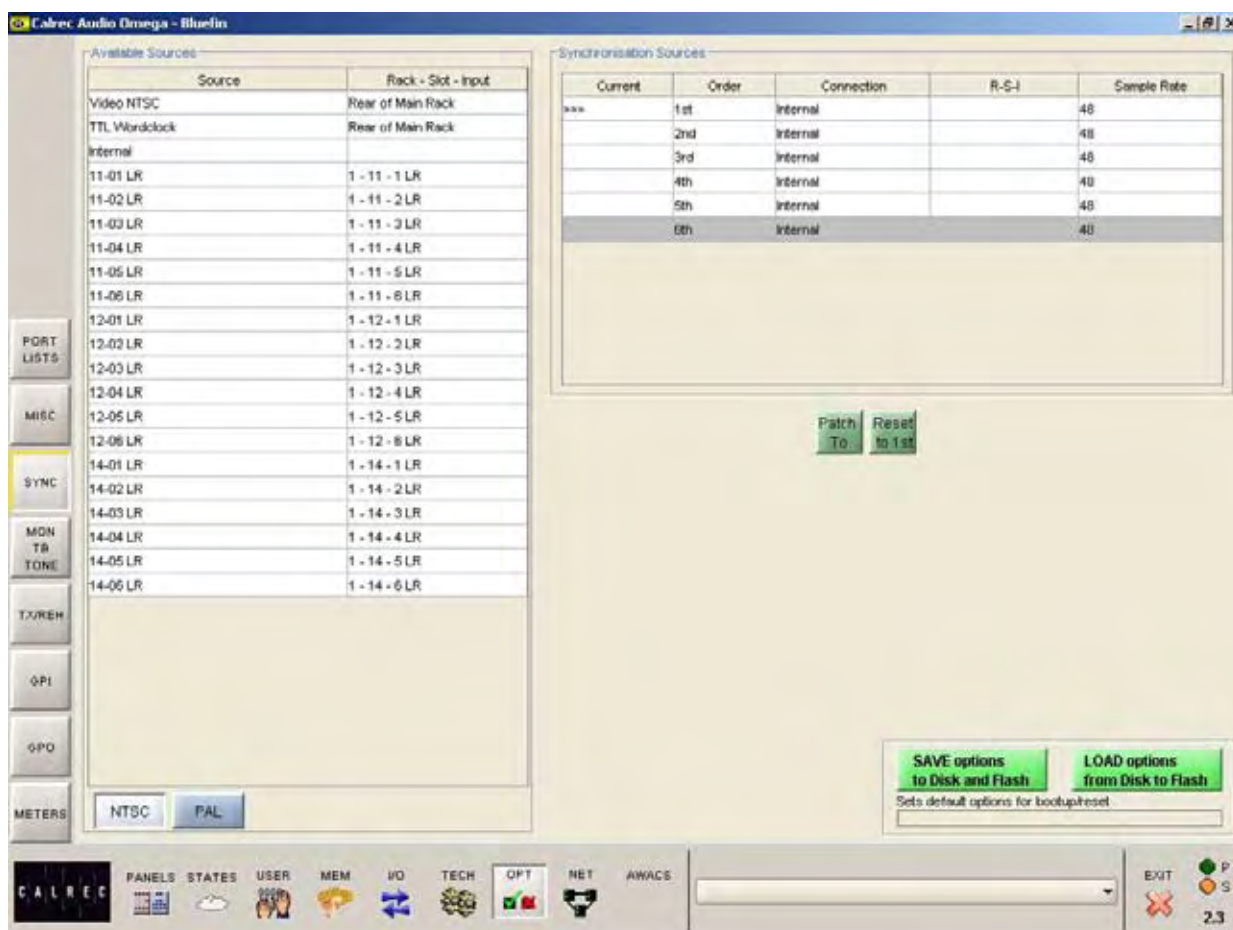 Calrec Audio Omega - Bluefin
Available Sources
Source Rack - Slot - Input
Video NTSC Rear of Main Rack
TTL Wordclock Rear of Main Rack
Internal
11-01 LR 1 - 11 - 1 LR
11-02 LR 1 - 11 - 2 LR
11-03 LR 1 - 11 - 3 LR
11-04 LR 1 - 11 - 4 LR
11-05 LR 1 - 11 - 5 LR
11-06 LR 1 - 11 - 6 LR
12-01 LR 1 - 12 - 1 LR
12-02 LR 1 - 12 - 2 LR
12-03 LR 1 - 12 - 3 LR
12-04 LR 1 - 12 - 4 LR
12-05 LR 1 - 12 - 5 LR
12-06 LR 1 - 12 - 6 LR
14-01 LR 1 - 14 - 1 LR
14-02 LR 1 - 14 - 2 LR
14-03 LR 1 - 14 - 3 LR
14-04 LR 1 - 14 - 4 LR
14-05 LR 1 - 14 - 5 LR
14-06 LR 1 - 14 - 6 LR
NTSC PAL
Synchronisation Sources
Current Order Connection R-S-I Sample Rate
>>> 1st Internal 48
2nd Internal 48
3rd Internal 48
4th Internal 48
5th Internal 48
6th Internal 48
Patch
To
Reset
to 1st
PORT
LISTS
MISC
SYNC
MON
TB
TONE
TX/REH
GPI
GPO
METERS
SAVE options
to Disk and Flash
LOAD options
from Disk to Flash
Sets default options for bootup/reset
CALREC
PANELS STATES USER MEM I/O TECH OPT NET AWACS
EXIT
P
S
2.3